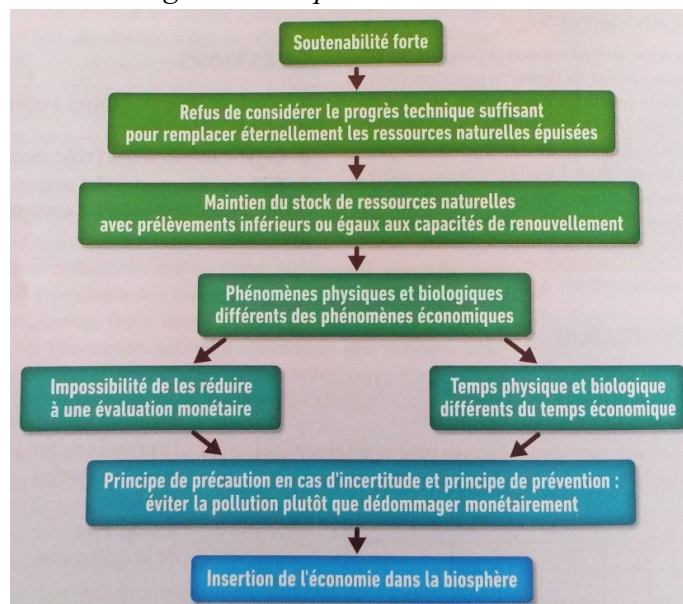 Soutenabilité forte
Refus de considérer le progrès technique suffisant
pour remplacer éternellement les ressources naturelles épuisées
Maintien du stock de ressources naturelles
avec prélèvements inférieurs ou égaux aux capacités de renouvellement
Phénomènes physiques et biologiques
différents des phénomènes économiques
Impossibilité de les réduire
à une évaluation monétaire
Temps physique et biologique
différents du temps économique
Principe de précaution en cas d'incertitude et principe de prévention :
éviter la pollution plutôt que dédommager monétairement
Insertion de l'économie dans la biosphère